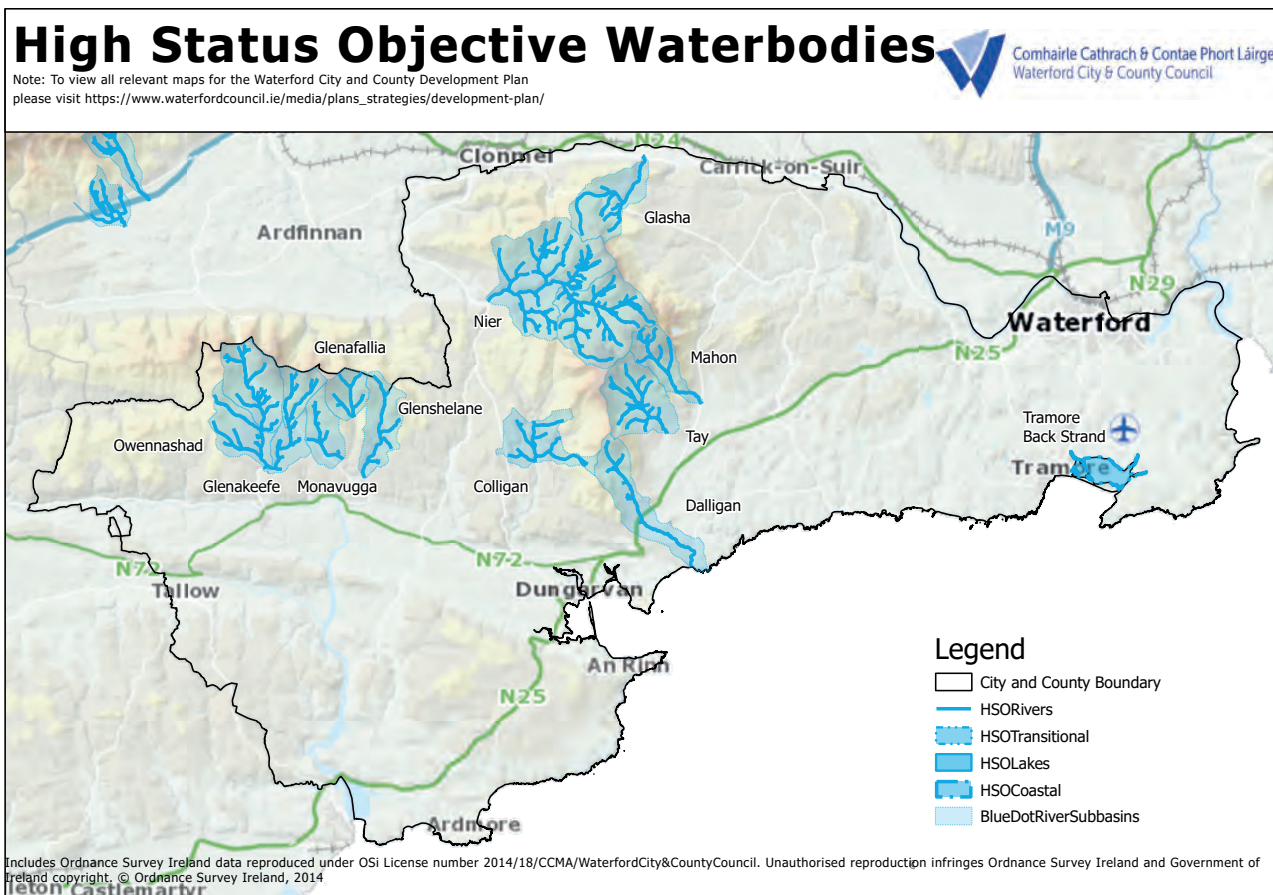 High Status Objective Waterbodies
Note: To view all relevant maps for the Waterford City and County Development Plan
please visit https://www.waterfordcouncil.ie/media/plans_strategies/development-plan/
Comhairle Cathrach & Contae Phort Láirge
Waterford City & County Council
N24
Clonmel
Carrick-on-Suir
Glasha
Ardfinnan
M9
N29
Nier
Waterford
Glenafallia
N25
Mahon
Glenshelane
Tramore
Back Strand
Owennashad
Tay
Tramore
Glenakeefe
Monavugga
Colligan
Dalligan
N72
N72
Tallow
Dungarvan
An Rinn
N25
Ardmore
Legend
City and County Boundary
HSORivers
HSOTransitional
HSOLakes
HSOCoastal
BlueDotRiverSubbasins
Includes Ordnance Survey Ireland data reproduced under OSi License number 2014/18/CCMA/WaterfordCity&CountyCouncil. Unauthorised reproduction infringes Ordnance Survey Ireland and Government of
Ireland copyright. © Ordnance Survey Ireland, 2014
leton Castlemartyr